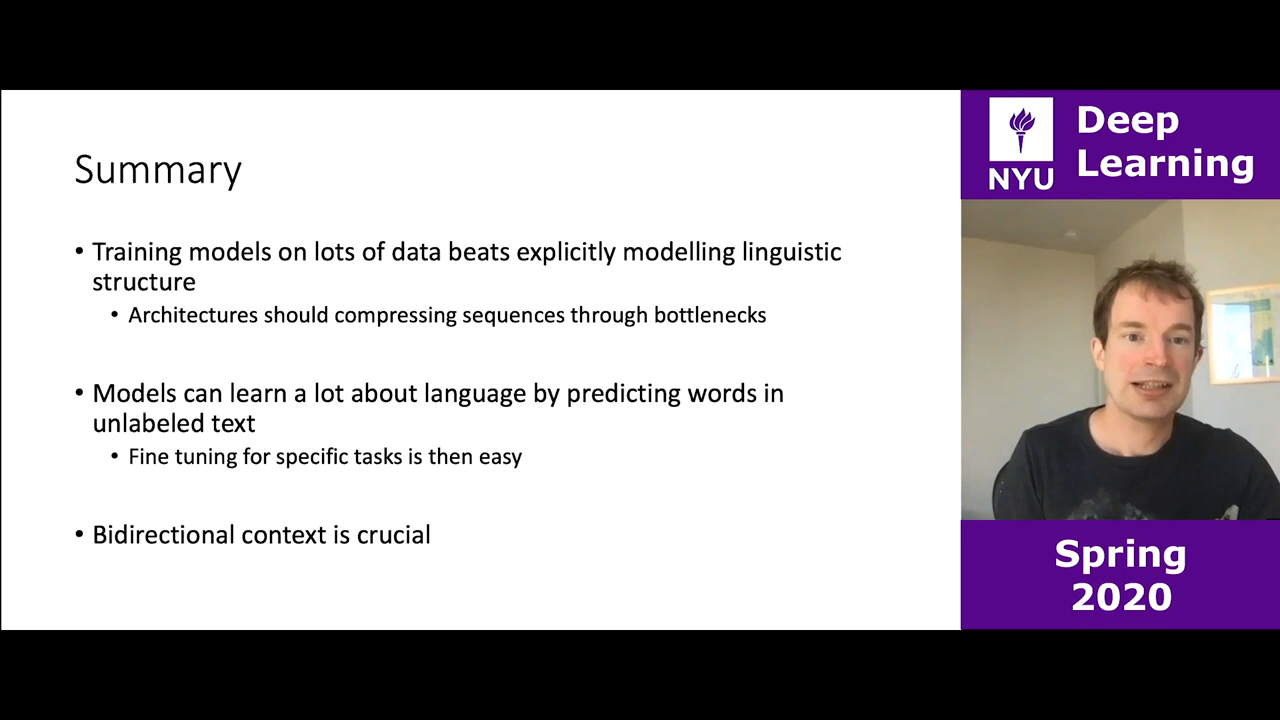 Summary
• Training models on lots of data beats explicitly modelling linguistic
structure
• Architectures should compressing sequences through bottlenecks
• Models can learn a lot about language by predicting words in
unlabeled text
• Fine tuning for specific tasks is then easy
• Bidirectional context is crucial
NYU
Deep
Learning
Spring
2020